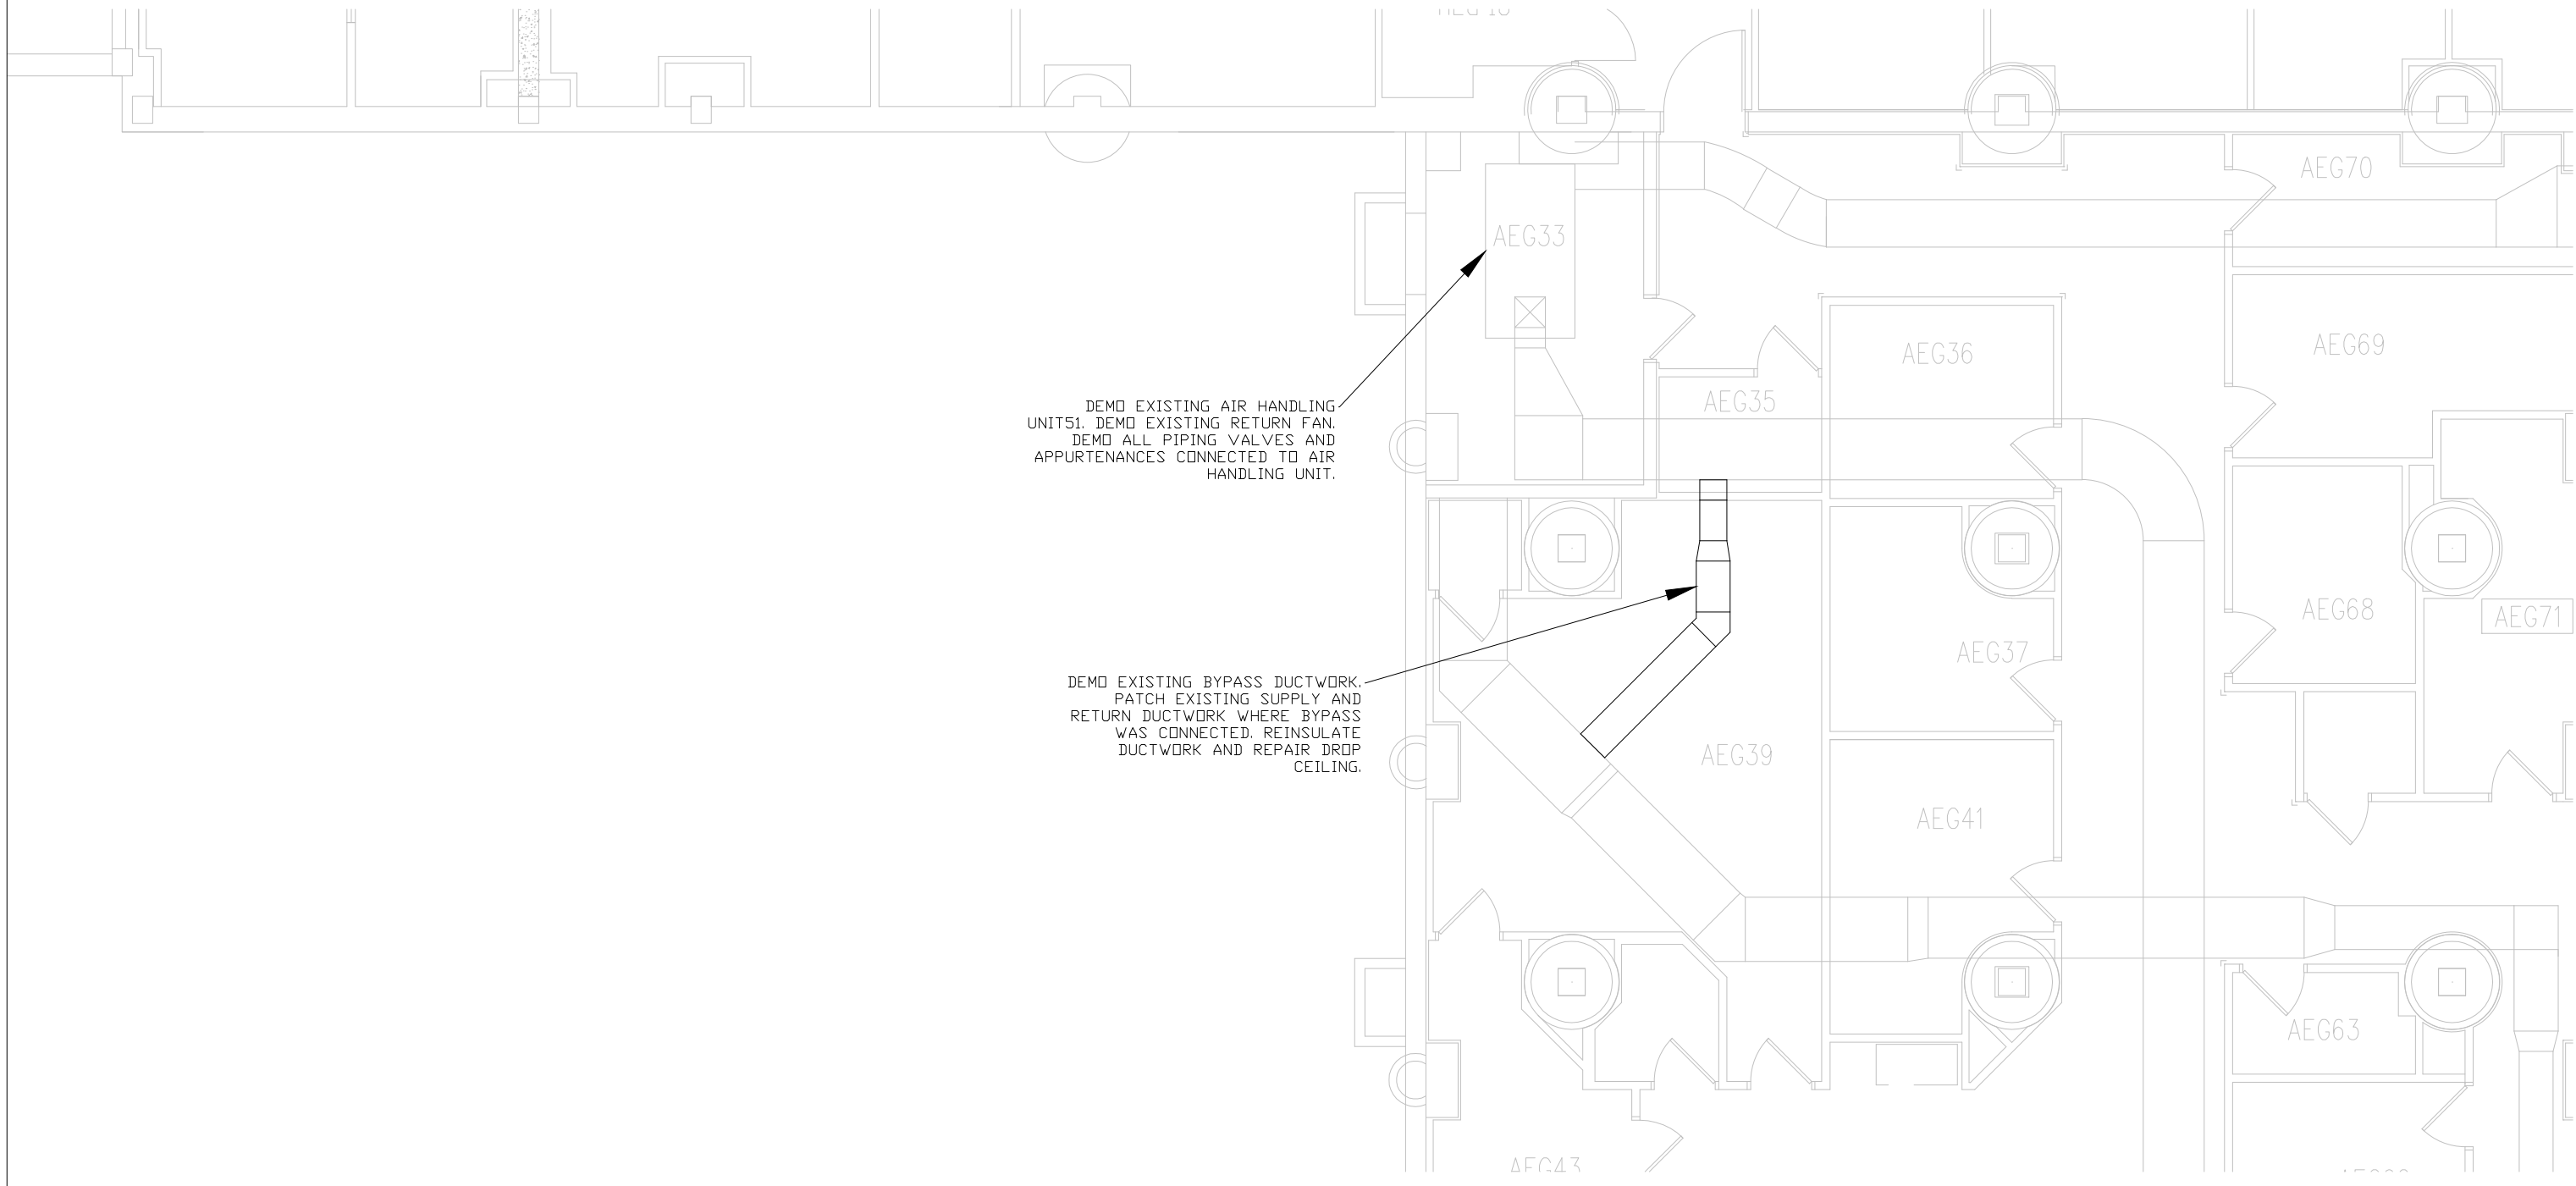 AEG70
AEG33
AEG69
AEG36
AEG35
DEMO EXISTING AIR HANDLING
UNIT51. DEMO EXISTING RETURN FAN.
DEMO ALL PIPING VALVES AND
APPURTENANCES CONNECTED TO AIR
HANDLING UNIT.
AEG68
AEG71
AEG37
DEMO EXISTING BYPASS DUCTWORK.
PATCH EXISTING SUPPLY AND
RETURN DUCTWORK WHERE BYPASS
WAS CONNECTED. REINSULATE
DUCTWORK AND REPAIR DROP
CEILING.
AEG39
AEG41
AEG63
AEG43